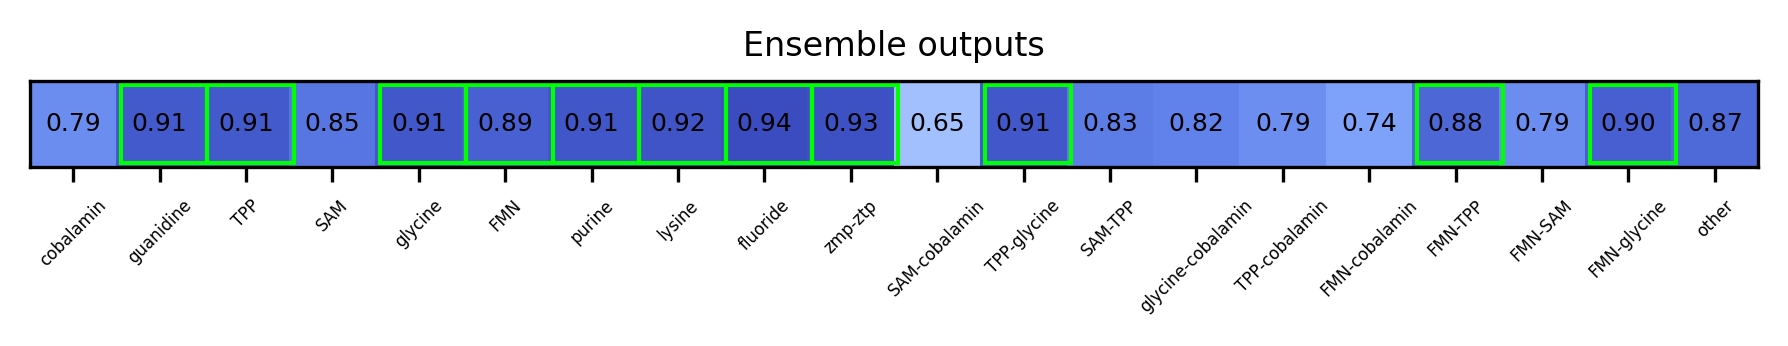 Ensemble outputs
0.79 0.91 0.91 0.85 0.91 0.89 0.91 0.92 0.94 0.93 0.65 0.91 0.83 0.82 0.79 0.74 0.88 0.79 0.90 0.87
cobalamin guanidine TPP SAM glycine FMN purine lysine fluoride zmp-ztp SAM-cobalamin TPP-glycine SAM-TPP glycine-cobalamin TPP-cobalamin FMN-cobalamin FMN-TPP FMN-SAM FMN-glycine other